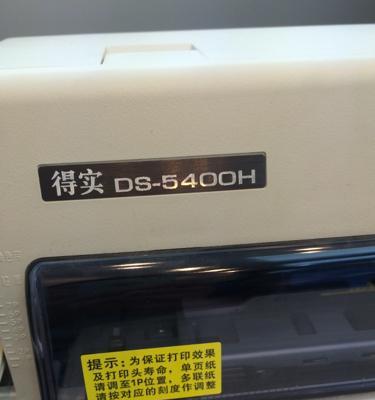 得实 DS-5400H
提示:为保证打印效果
及打印头寿命,单页纸
请调至1P位置,多联纸
请按对应的刻度作调整